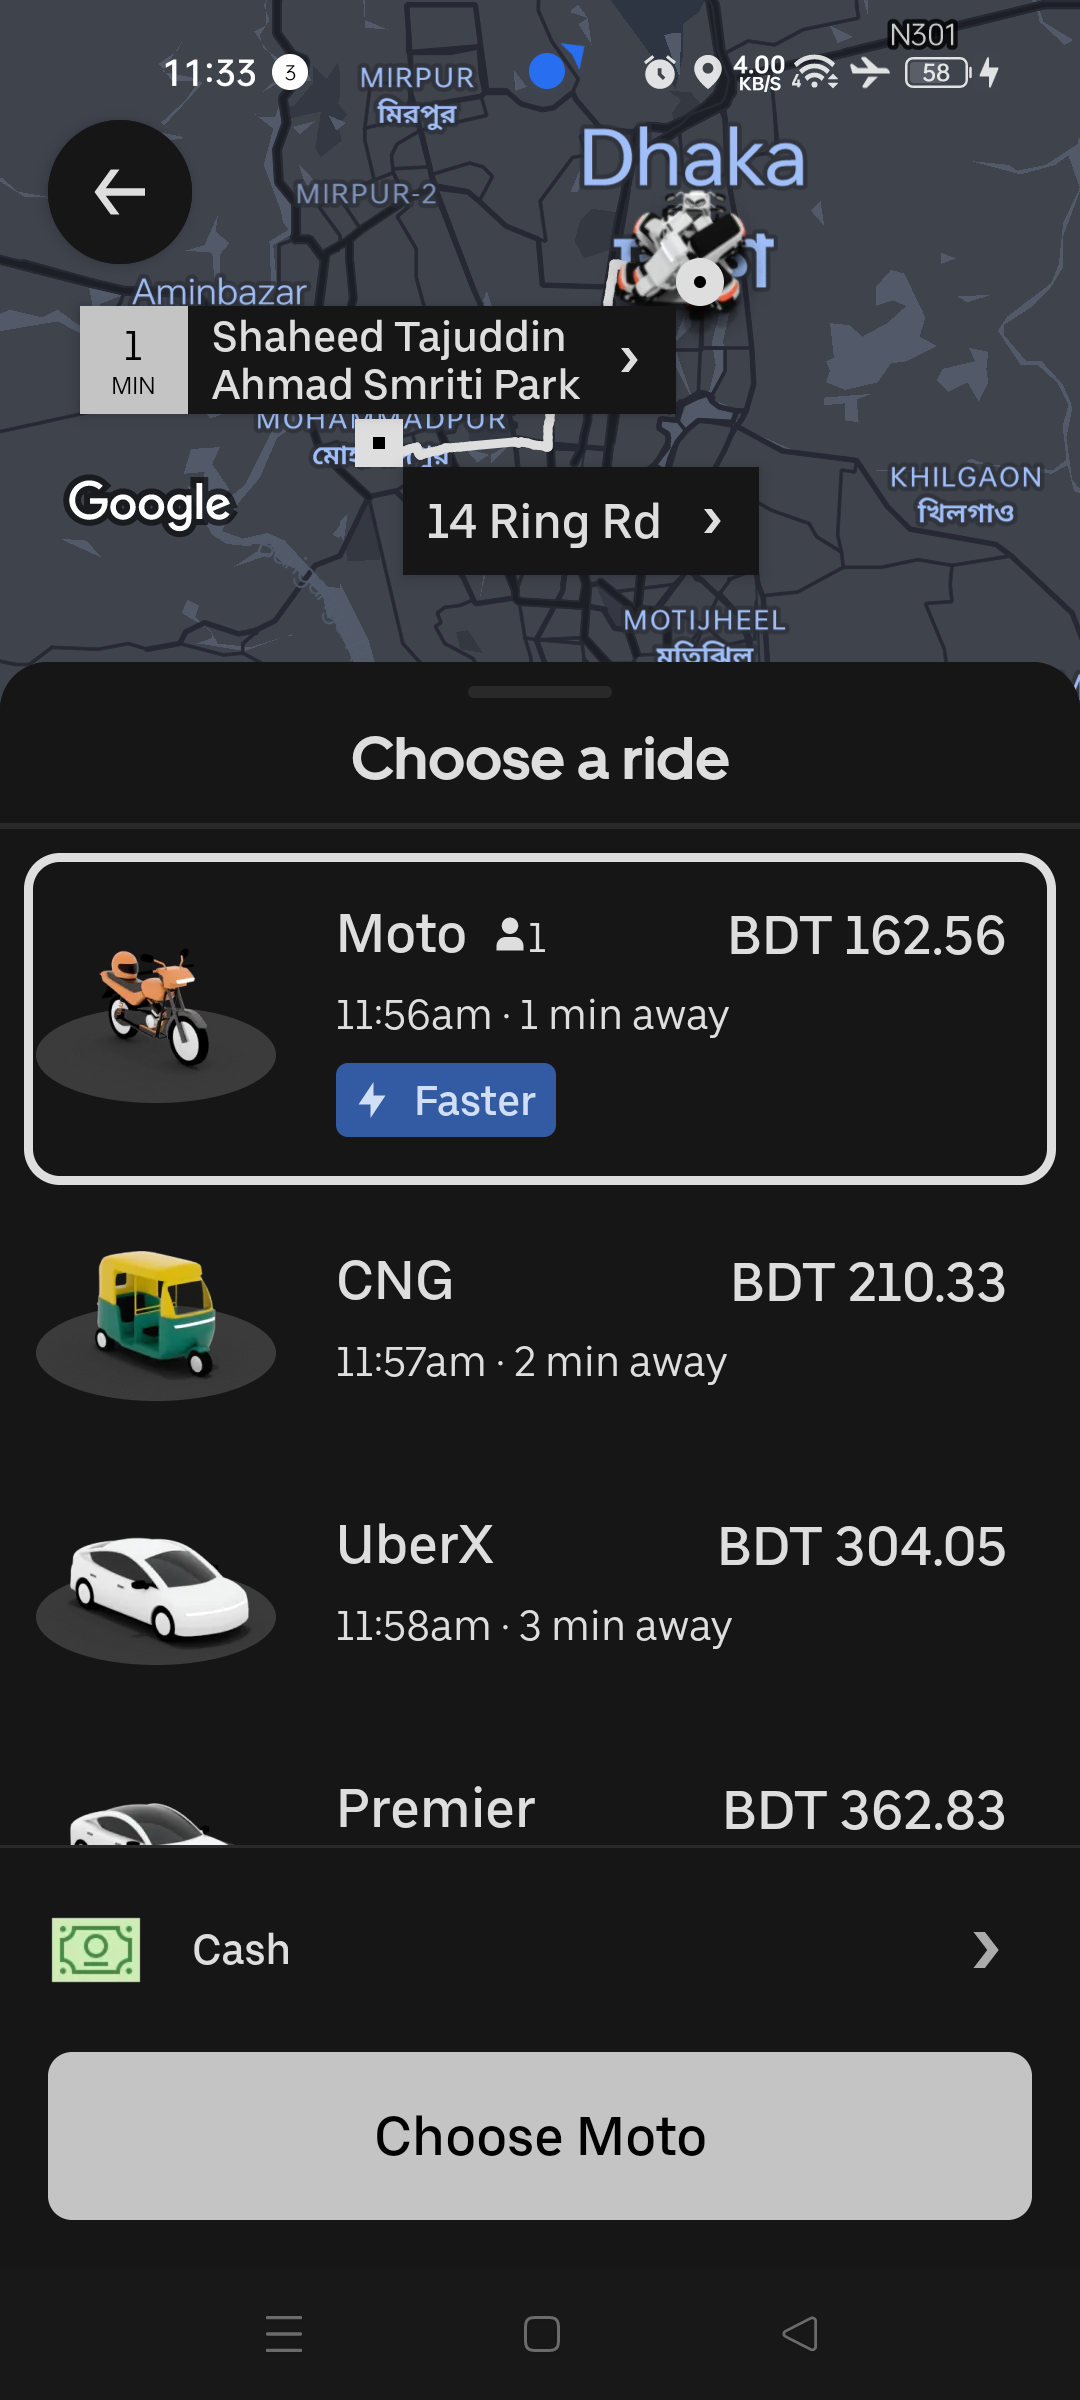 N301
11:33 3
4.00
KB/S
4
58
MIRPUR
মিরপুর
Dhaka
MIRPUR-2
Aminbazar
1
MIN
Shaheed Tajuddin
Ahmad Smriti Park
MOHAMMADPUR
Google
14 Ring Rd
KHILGAON
খিলগাও
MOTIJHEEL
মতিঝিল
Choose a ride
Moto 1 BDT 162.56
11:56am · 1 min away
Faster
CNG BDT 210.33
11:57am · 2 min away
UberX BDT 304.05
11:58am · 3 min away
Premier BDT 362.83
Cash
Choose Moto